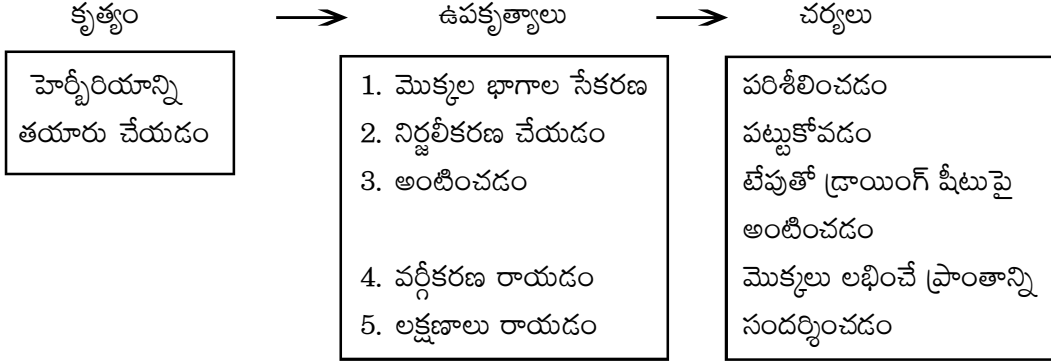 కృత్యం ⟶ ఉపకృత్యాలు ⟶ చర్యలు
హెర్బీరియాన్ని
తయారు చేయడం
1. మొక్కల భాగాల సేకరణ
2. నిర్జలీకరణ చేయడం
3. అంటించడం
4. వర్గీకరణ రాయడం
5. లక్షణాలు రాయడం
పరిశీలించడం
పట్టుకోవడం
టేపుతో డ్రాయింగ్ షీటుపై
అంటించడం
మొక్కలు లభించే ప్రాంతాన్ని
సందర్శించడం